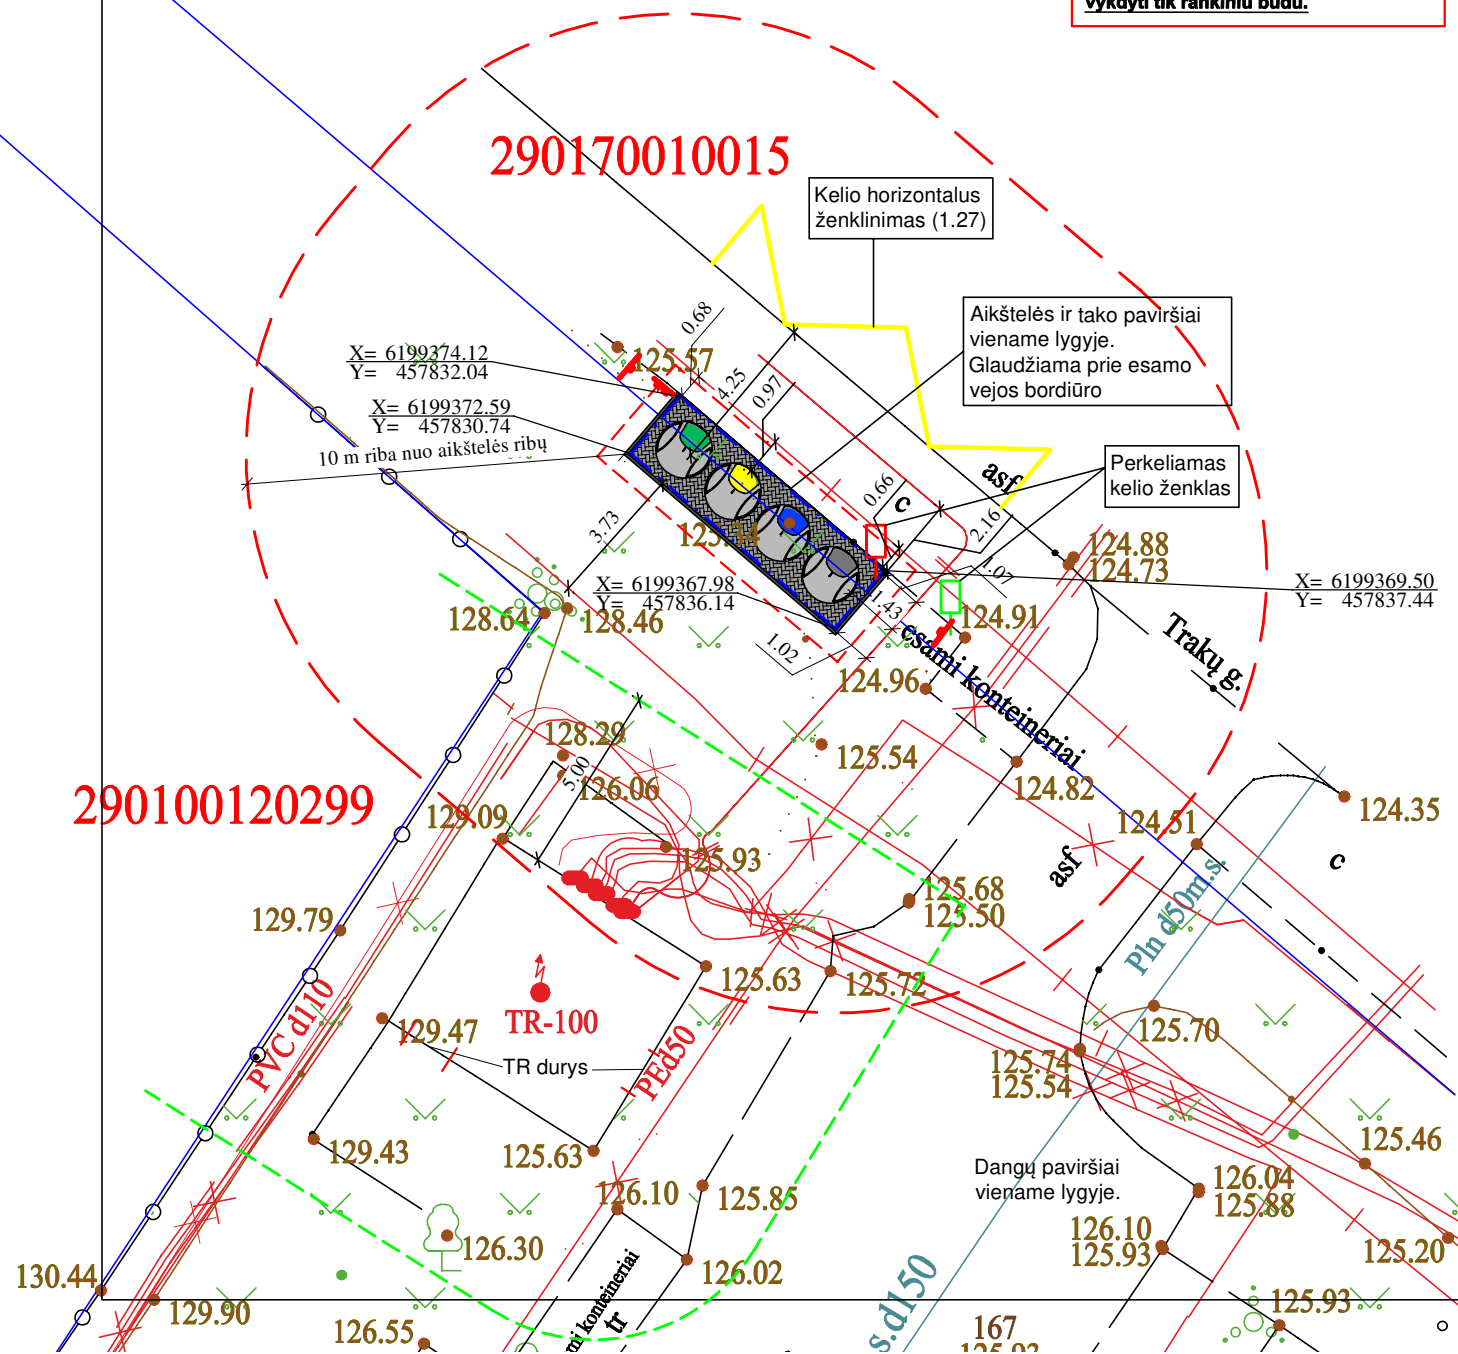 vykdyti tik rankiniu būdu.
290170010015
Kelio horizontalus
ženklinimas (1.27)
Aikštelės ir tako paviršiai
viename lygyje.
Glaudžiama prie esamo
vejos bordiūro
0.68
X= 6199374.12
Y= 457832.04
125.57
4.25
0.97
X= 6199372.59
Y= 457830.74
10 m riba nuo aikštelės ribų
Perkeliamas
kelio ženklas
asf
c
0.66
2.16
3.73
124.88
124.73
1.07
X= 6199367.98
Y= 457836.14
X= 6199369.50
Y= 457837.44
1.43
128.64
128.46
124.91
1.02
Trakų g.
esami konteineriai
124.96
128.29
125.54
5.00
126.06
124.82
290100120299
129.09
124.51
124.35
125.93
asf
c
125.68
125.50
129.79
Pln d50m.s.
125.63
125.72
PVC d110
TR-100
129.47
125.70
TR durys
PEd50
125.74
125.54
129.43
125.63
125.46
Dangų paviršiai
viename lygyje.
126.04
125.88
126.10
125.85
126.10
125.93
126.30
125.20
130.44
126.02
129.90
125.93
126.55
konteineriai
tr
s.d150
167